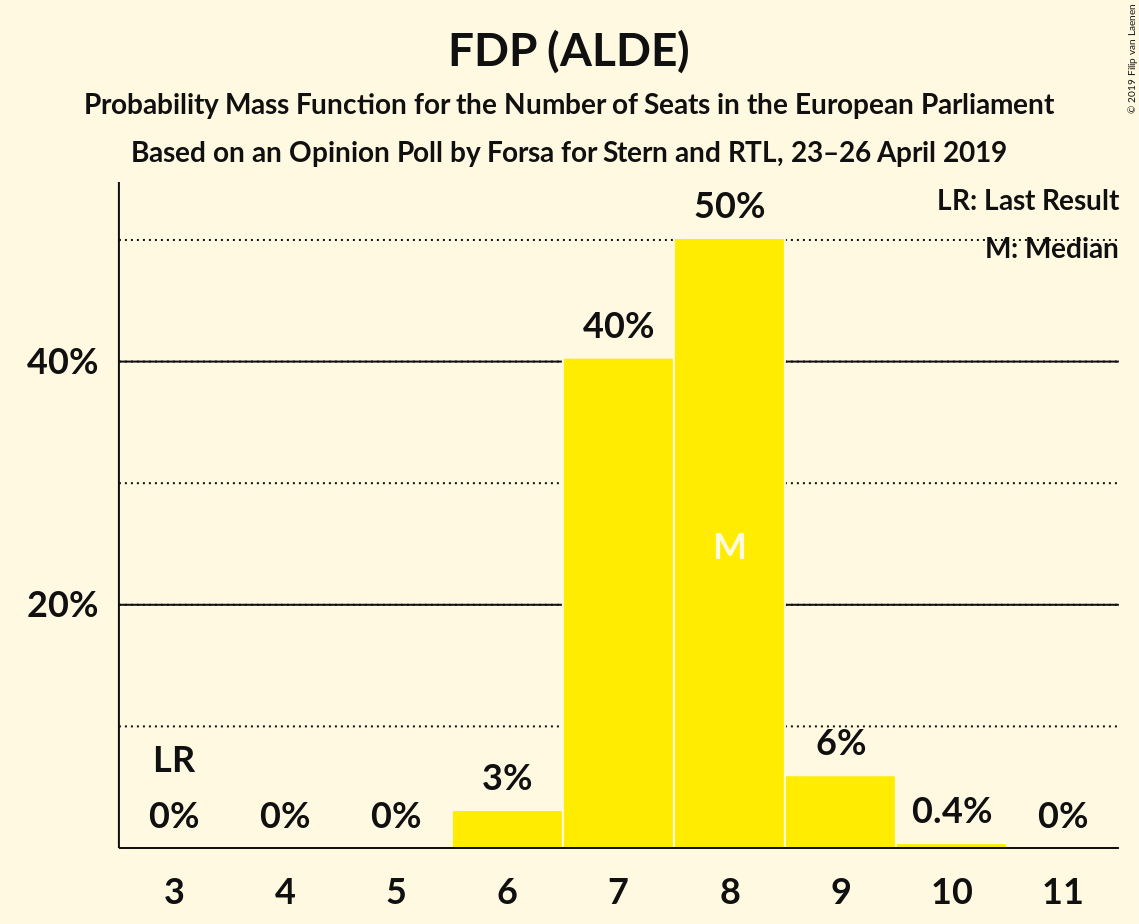 FDP (ALDE)
Probability Mass Function for the Number of Seats in the European Parliament
Based on an Opinion Poll by Forsa for Stern and RTL, 23–26 April 2019
© 2019 Filip van Laenen
LR: Last Result
M: Median
50%
40%
40%
M
20%
LR
0%
0%
0%
3%
6%
0.4%
0%
3 4 5 6 7 8 9 10 11